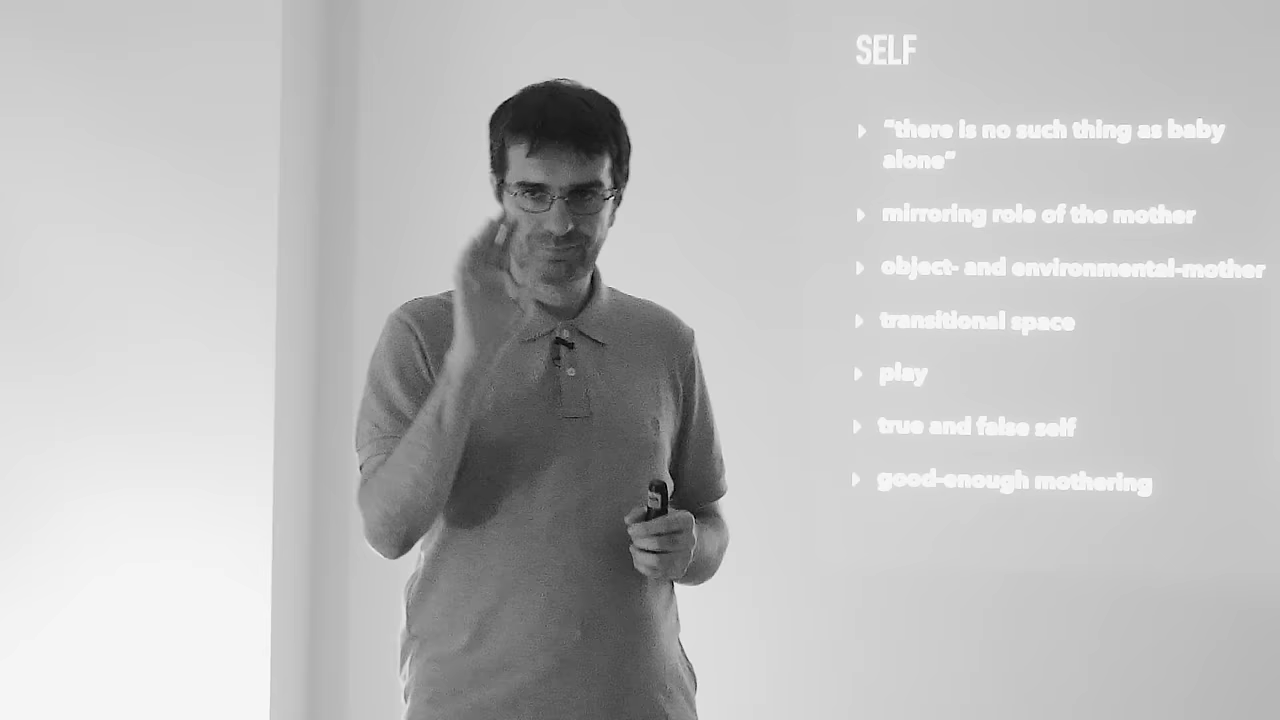 SELF
"there is no such thing as baby
alone"
mirroring role of the mother
object- and environmental-mother
transitional space
play
true and false self
good-enough mothering